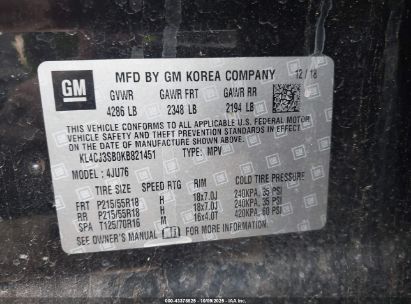 GM
MFD BY GM KOREA COMPANY 12/18
GVWR GAWR FRT GAWR RR
4286 LB 2348 LB 2194 LB
THIS VEHICLE CONFORMS TO ALL APPLICABLE U.S. FEDERAL MOTOR VEHICLE
SAFETY AND THEFT PREVENTION STANDARDS IN EFFECT
ON THE DATE OF MANUFACTURE SHOWN ABOVE.
KL4CJ3SB0KB821451 TYPE: MPV
MODEL: 4JU76
TIRE SIZE SPEED RTG RIM COLD TIRE PRESSURE
FRT P215/55R18 H 18x7.0J 240KPA, 35 PSI
RR P215/55R18 H 18x7.0J 240KPA, 35 PSI
SPA T125/70R16 M 16x4.0T 420KPA, 60 PSI
SEE OWNER'S MANUAL FOR ADDITIONAL INFORMATION.